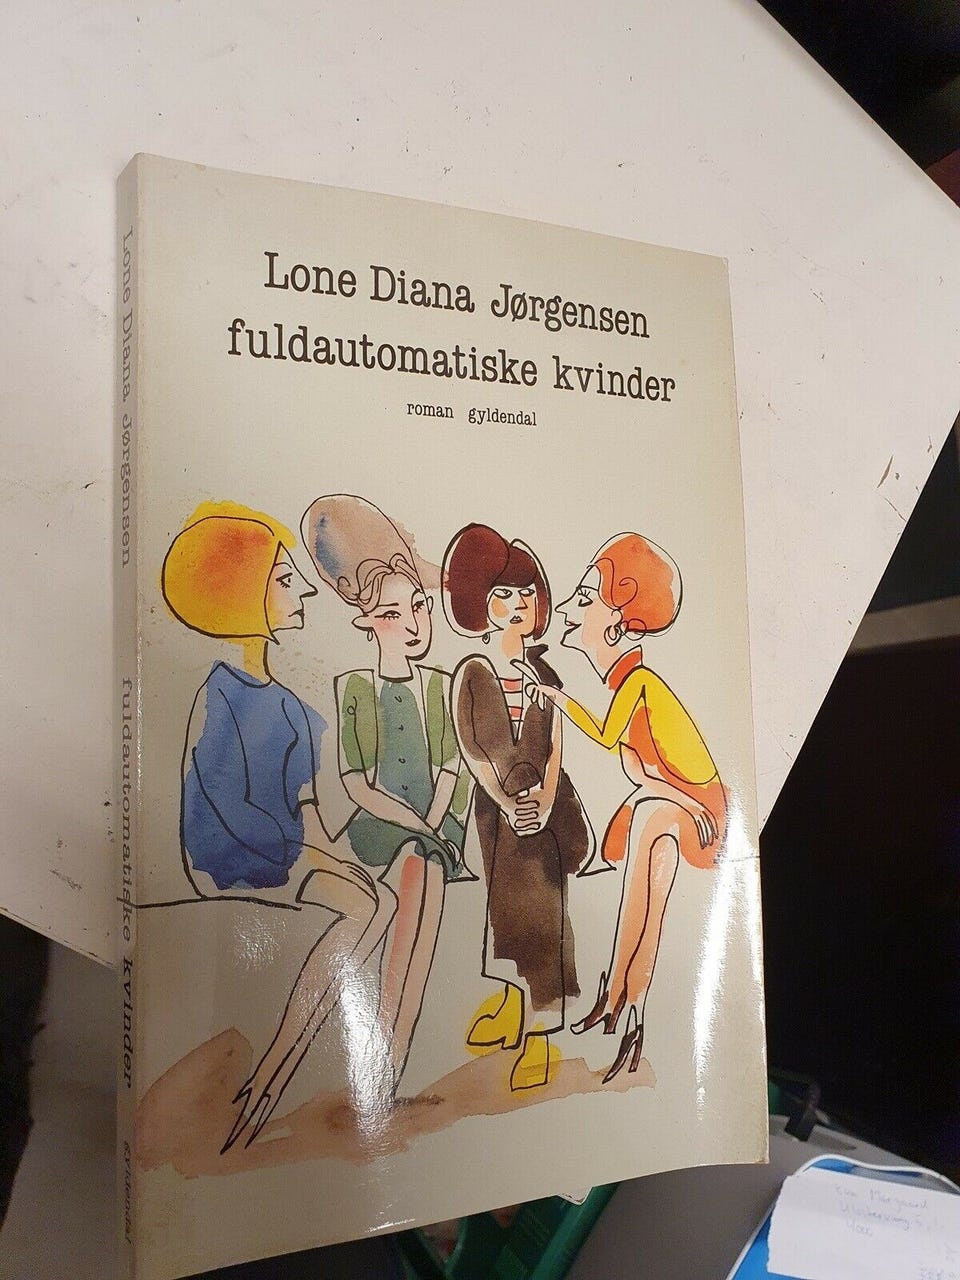 Lone Diana Jørgensen
fuldautomatiske kvinder
roman gyldendal
Lone Diana Jørgensen fuldautomatiske kvinder gyldendal